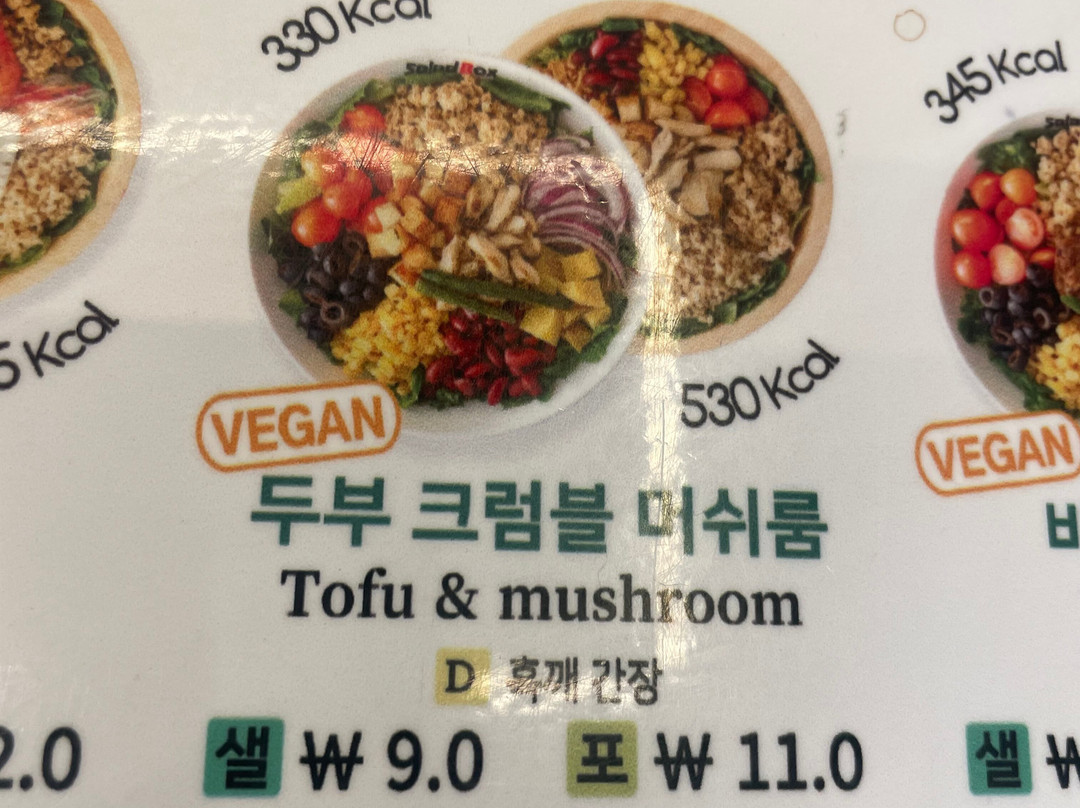 330 Kcal
SaladBox
345 Kcal
5 Kcal
530 Kcal
VEGAN
VEGAN
두부 크럼블 머쉬룸
Tofu & mushroom
D 흑깨 간장
2.0
샐 ₩ 9.0
포 ₩ 11.0
샐 ₩